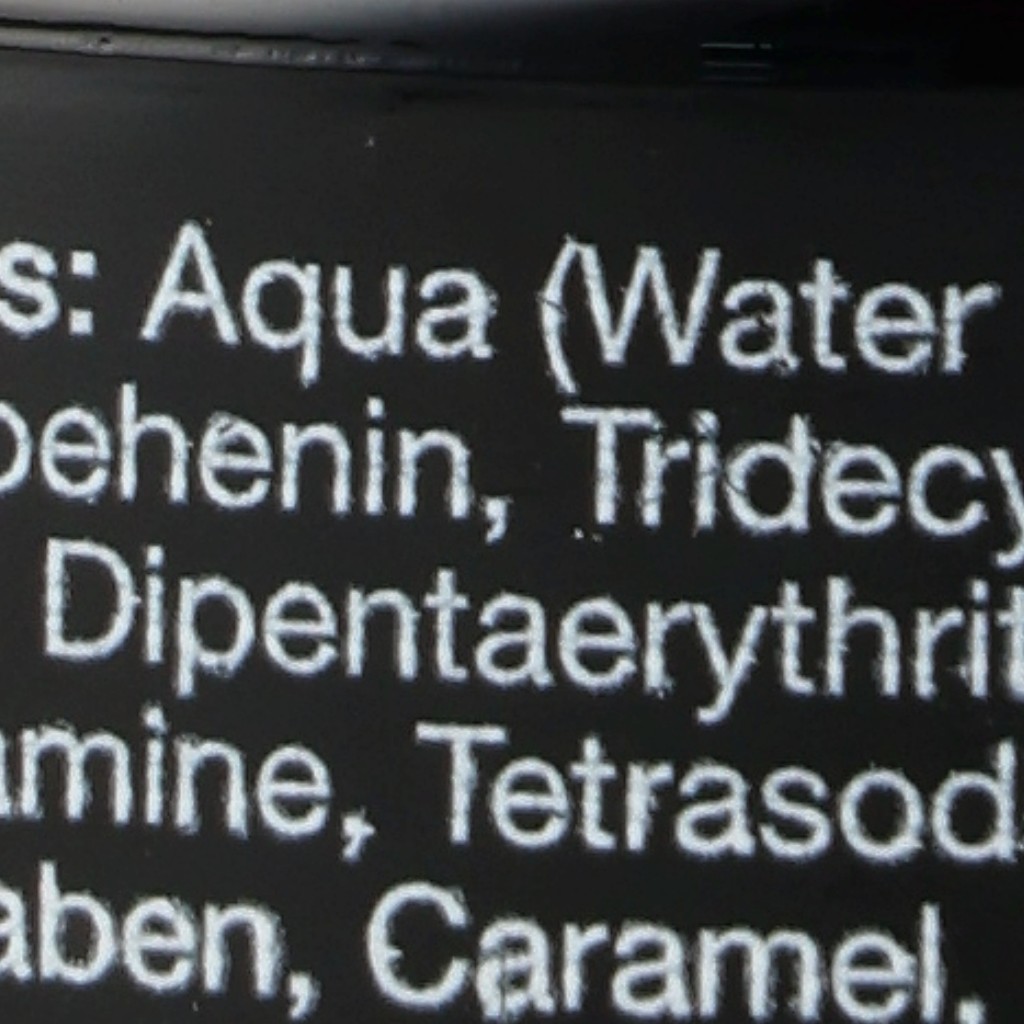 s: Aqua (Water
behenin, Tridecy
Dipentaerythrit
amine, Tetrasod
aben, Caramel,